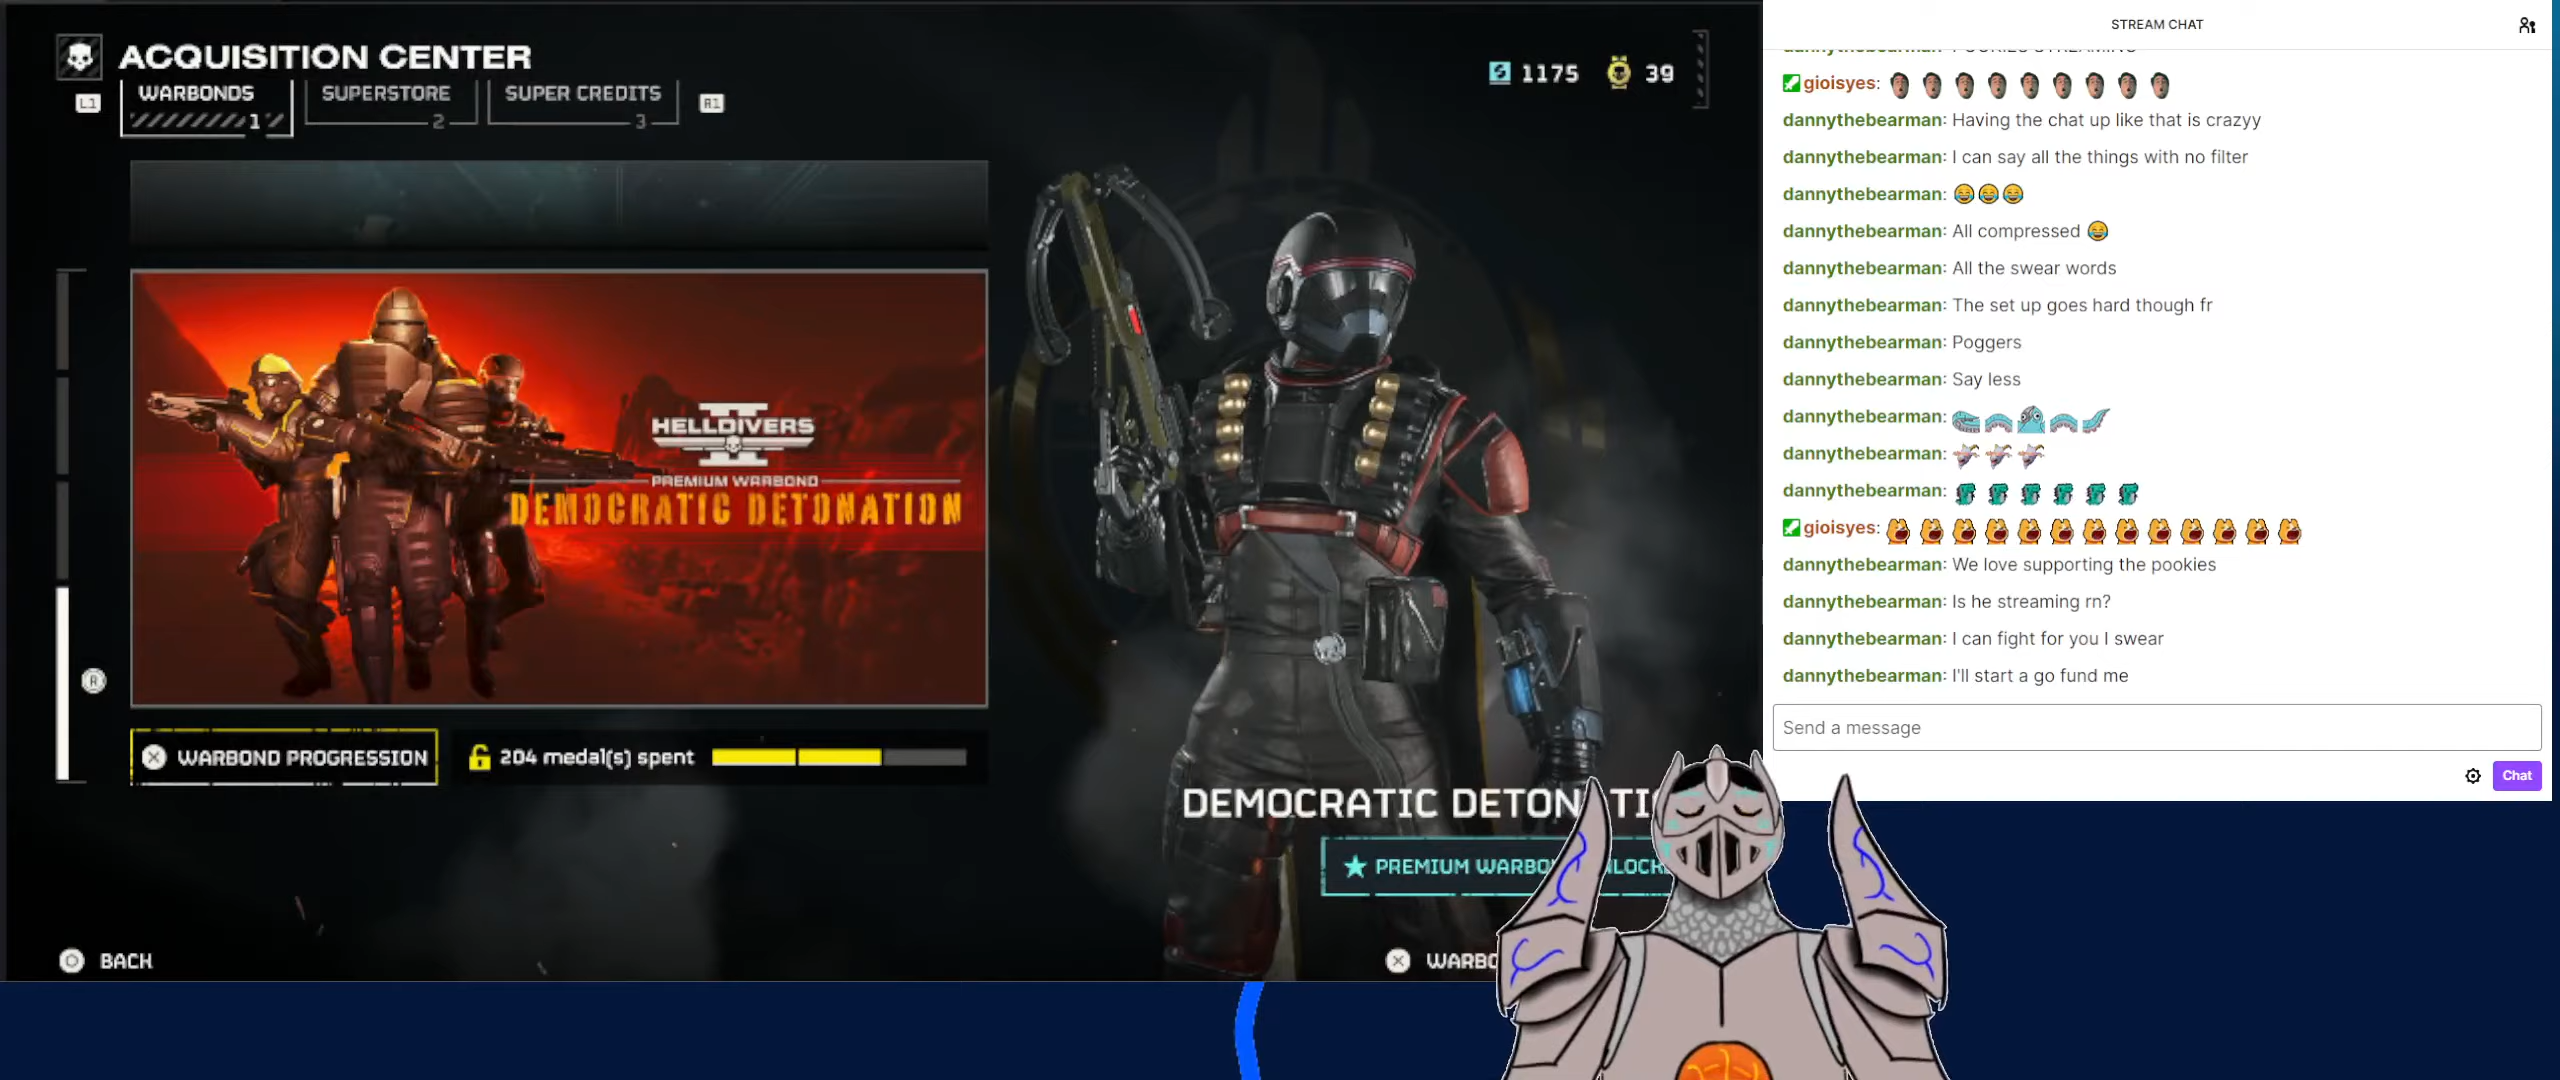 ACQUISITION CENTER
1175 39
L1 WARBONDS 1 SUPERSTORE 2 SUPER CREDITS 3 R1
HELLDIVERS
II
PREMIUM WARBOND
DEMOCRATIC DETONATION
R
WARBOND PROGRESSION
204 medal(s) spent
DEMOCRATIC DETON TI
PREMIUM WARBO
BACK
WARBO
STREAM CHAT
gioisyes:
dannythebearman: Having the chat up like that is crazyy
dannythebearman: I can say all the things with no filter
dannythebearman: 😂😂😂
dannythebearman: All compressed 😂
dannythebearman: All the swear words
dannythebearman: The set up goes hard though fr
dannythebearman: Poggers
dannythebearman: Say less
dannythebearman:
dannythebearman:
dannythebearman:
gioisyes:
dannythebearman: We love supporting the pookies
dannythebearman: Is he streaming rn?
dannythebearman: I can fight for you I swear
dannythebearman: I'll start a go fund me
Send a message
Chat